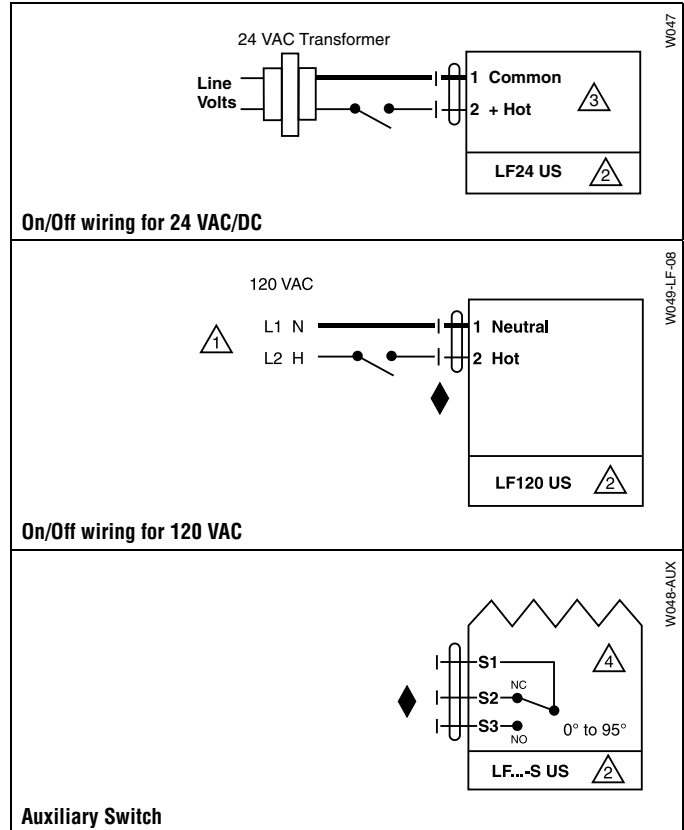 W047
24 VAC Transformer
Line
Volts
1 Common
2 + Hot
3
LF24 US 2
On/Off wiring for 24 VAC/DC
W049-LF-08
120 VAC
1
L1 N
L2 H
1 Neutral
2 Hot
LF120 US 2
On/Off wiring for 120 VAC
W048-AUX
S1
4
S2 NC
S3 NO
0° to 95°
LF...-S US 2
Auxiliary Switch